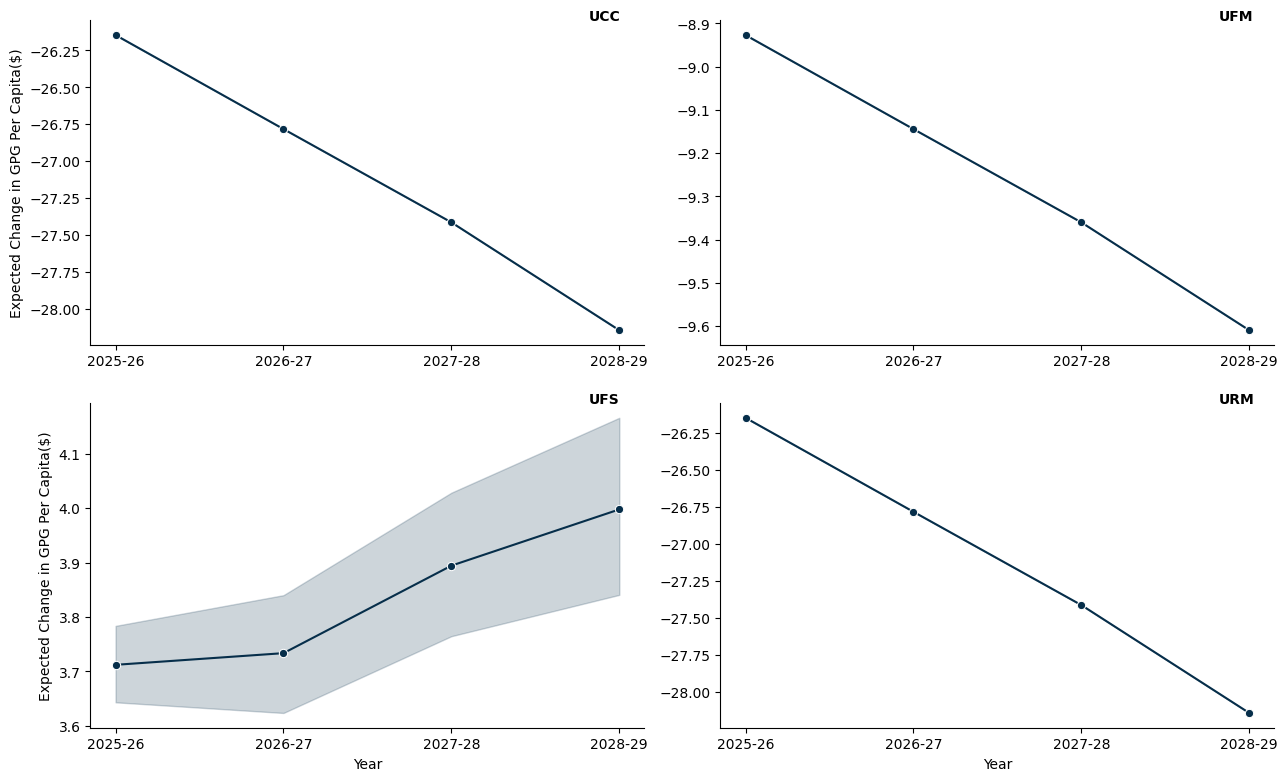 UCC
Expected Change in GPG Per Capita($)
−26.25
−26.50
−26.75
−27.00
−27.25
−27.50
−27.75
−28.00
2025-26 2026-27 2027-28 2028-29
UFM
−8.9
−9.0
−9.1
−9.2
−9.3
−9.4
−9.5
−9.6
2025-26 2026-27 2027-28 2028-29
UFS
Expected Change in GPG Per Capita($)
4.1
4.0
3.9
3.8
3.7
3.6
2025-26 2026-27 2027-28 2028-29
Year
URM
−26.25
−26.50
−26.75
−27.00
−27.25
−27.50
−27.75
−28.00
2025-26 2026-27 2027-28 2028-29
Year